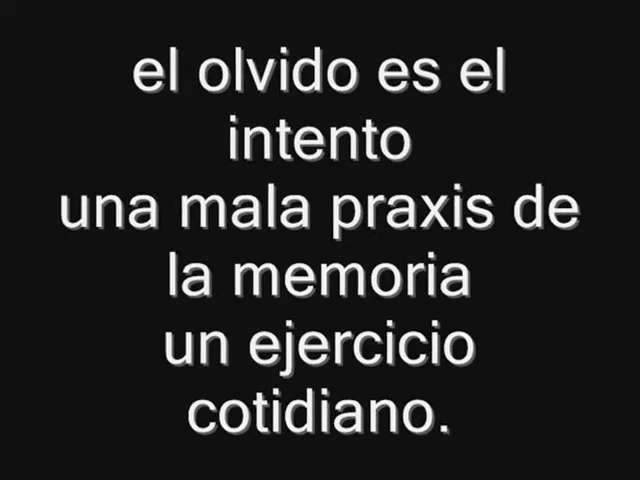 el olvido es el
intento
una mala praxis de
la memoria
un ejercicio
cotidiano.